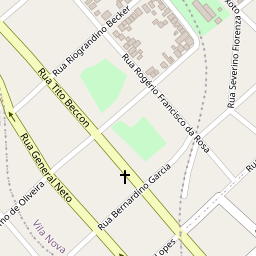 Rua Riograndino Becker
Rua Rogério Francisco da Rosa
Rua Severino Fiorenza
Rua Tito Beccon
Rua General Neto
Rua Bernardino Garcia
no de Oliveira
Vila Nova
Lopes